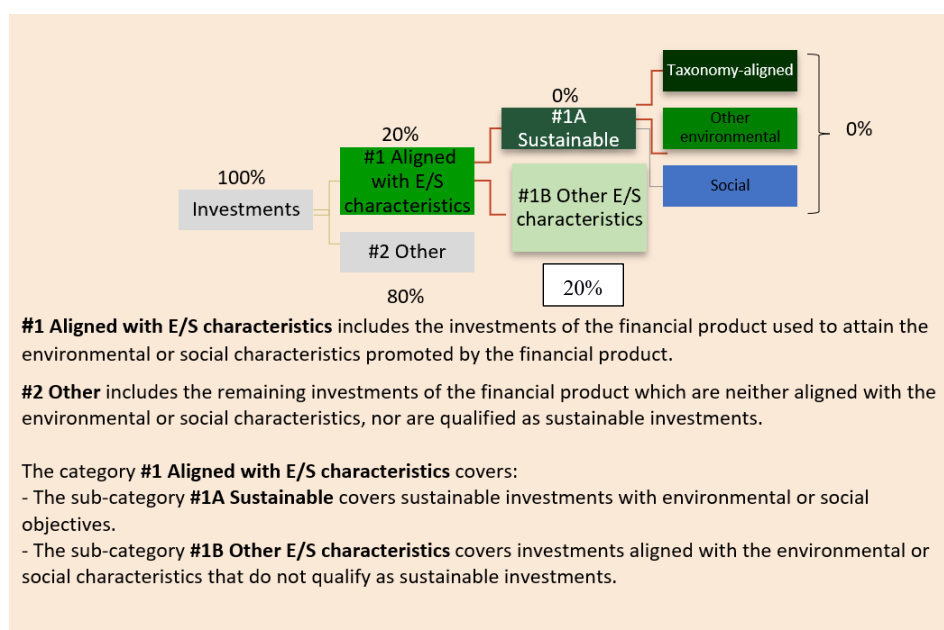 100%
Investments
20%
#1 Aligned
with E/S
characteristics
#2 Other
80%
0%
#1A
Sustainable
#1B Other E/S
characteristics
20%
Taxonomy-aligned
Other
environmental
Social
0%
#1 Aligned with E/S characteristics includes the investments of the financial product used to attain the
environmental or social characteristics promoted by the financial product.
#2 Other includes the remaining investments of the financial product which are neither aligned with the
environmental or social characteristics, nor are qualified as sustainable investments.
The category #1 Aligned with E/S characteristics covers:
- The sub-category #1A Sustainable covers sustainable investments with environmental or social
objectives.
- The sub-category #1B Other E/S characteristics covers investments aligned with the environmental or
social characteristics that do not qualify as sustainable investments.